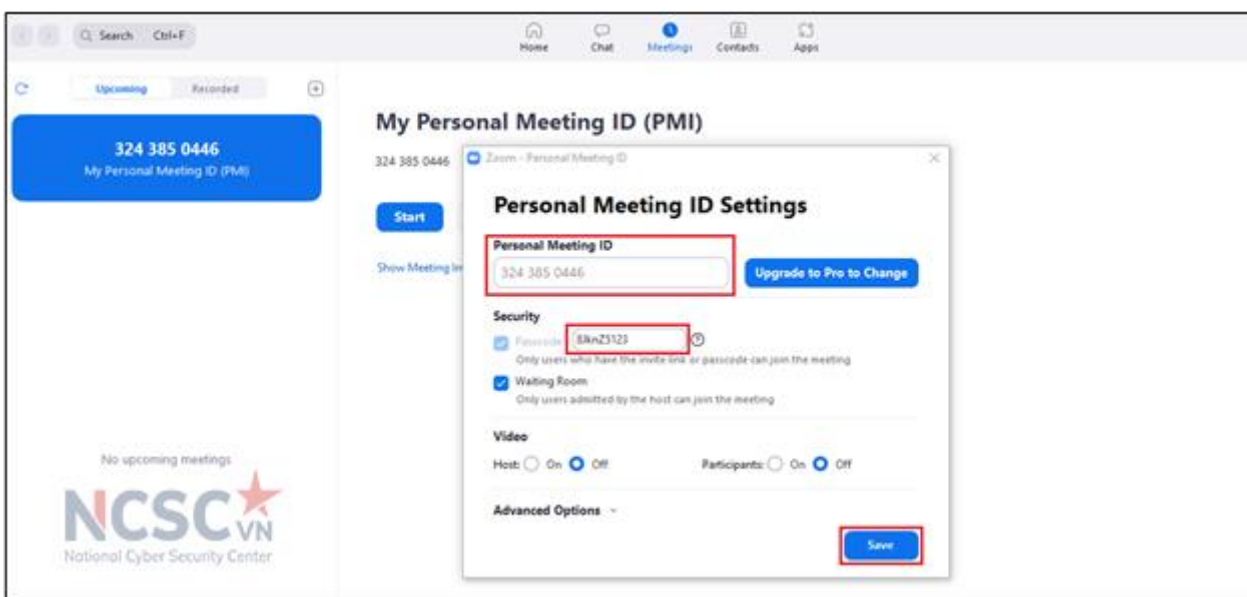 Search Ctrl+F
Home Chat Meetings Contacts Apps
Upcoming Recorded
324 385 0446
My Personal Meeting ID (PMI)
No upcoming meetings
NCSC VN
National Cyber Security Center
My Personal Meeting ID (PMI)
324 385 0446
Start
Show Meeting
Zoom - Personal Meeting ID
Personal Meeting ID Settings
Personal Meeting ID
324 385 0446 Upgrade to Pro to Change
Security
Passcode
Only users who have the invite link or passcode can join the meeting
Waiting Room
Only users admitted by the host can join the meeting
Video
Host: On Off Participants: On Off
Advanced Options
Save